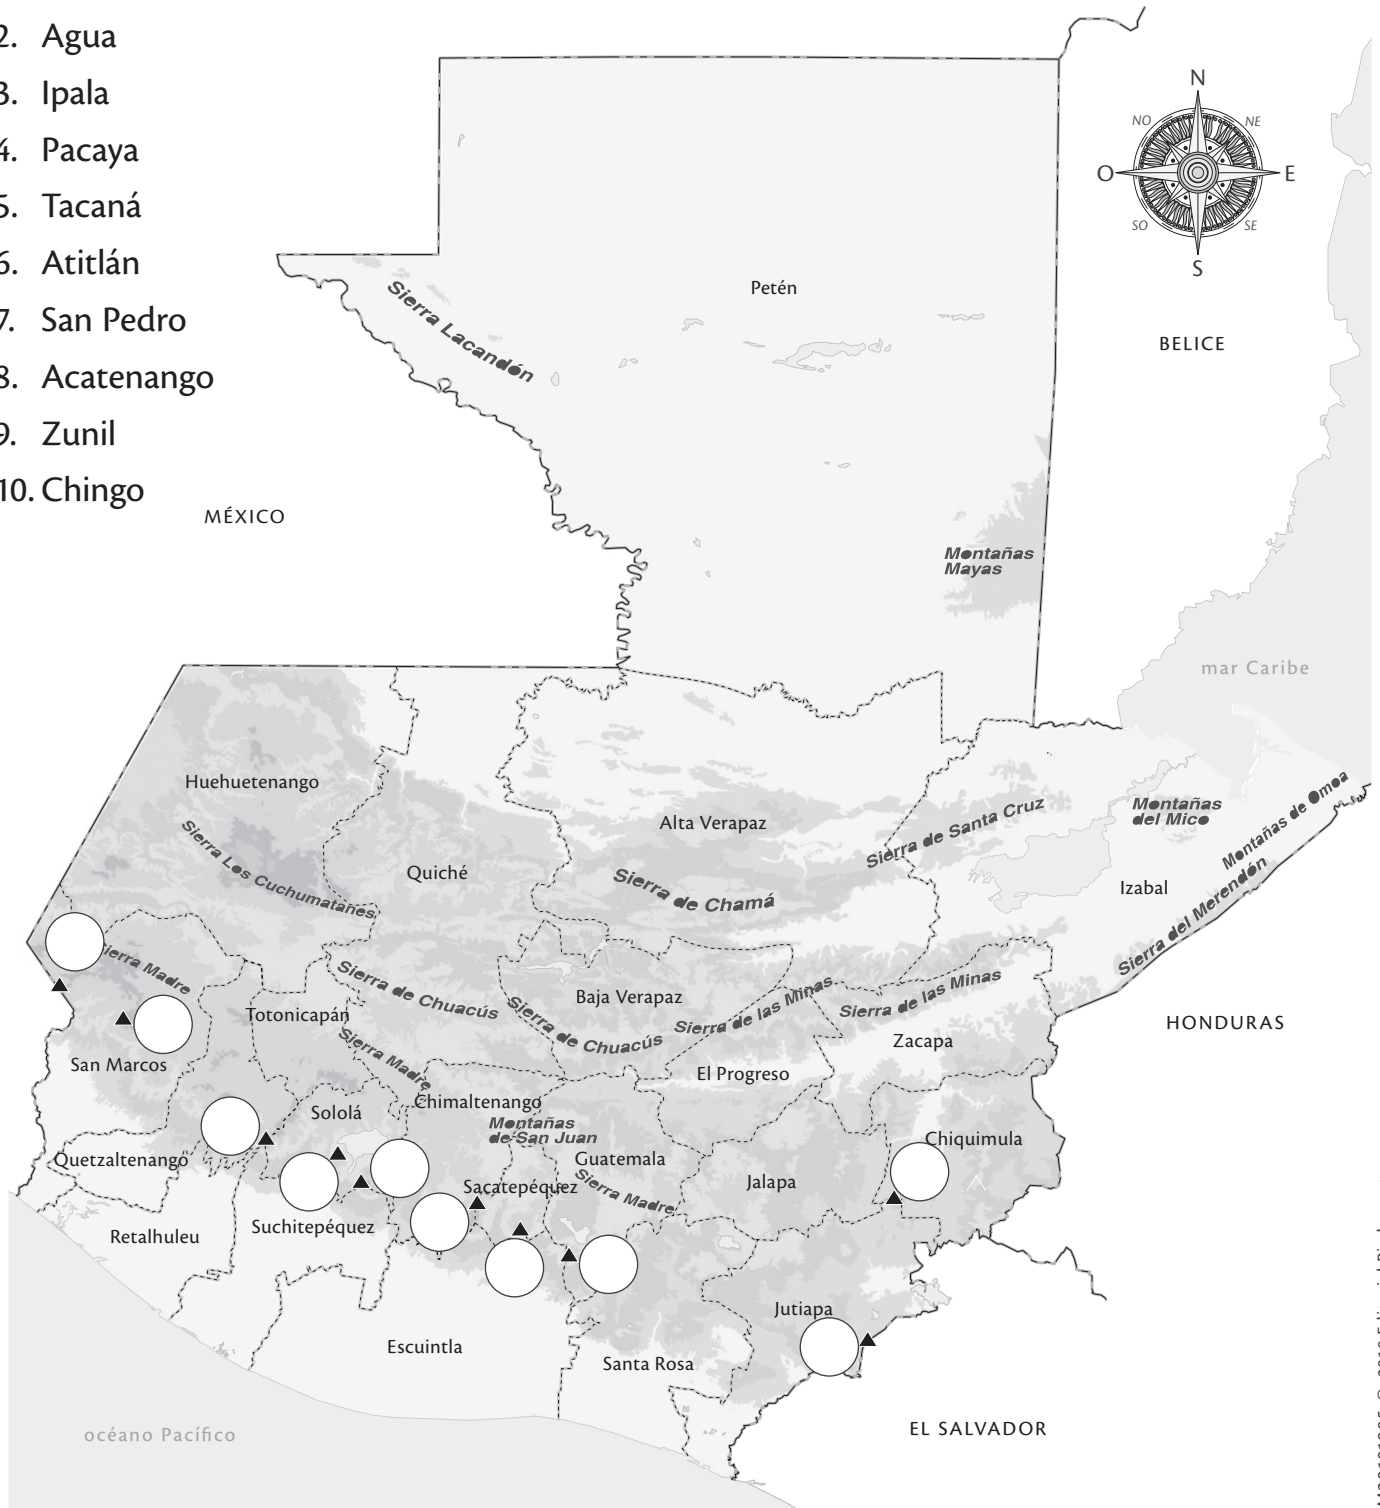 2. Agua
3. Ipala
4. Pacaya
5. Tacaná
6. Atitlán
7. San Pedro
8. Acatenango
9. Zunil
10. Chingo
N
NO
NE
O
E
SO
SE
S
Petén
Sierra Lacandón
BELICE
MÉXICO
Montañas
Mayas
mar Caribe
Huehuetenango
Alta Verapaz
Sierra de Santa Cruz
Montañas
del Mico
Montañas de Omoa
Sierra Los Cuchumatanes
Quiché
Sierra de Chamá
Izabal
Sierra del Merendón
Sierra Madre
Sierra de Chuacús
Baja Verapaz
Sierra de las Minas
Sierra de las Minas
Totonicapán
Sierra de Chuacús
HONDURAS
Zacapa
San Marcos
Sierra Madre
El Progreso
Chimaltenango
Sololá
Montañas
de San Juan
Chiquimula
Quetzaltenango
Guatemala
Jalapa
Sacatepéquez
Sierra Madre
Suchitepéquez
Retalhuleu
Jutiapa
Escuintla
Santa Rosa
océano Pacífico
EL SALVADOR